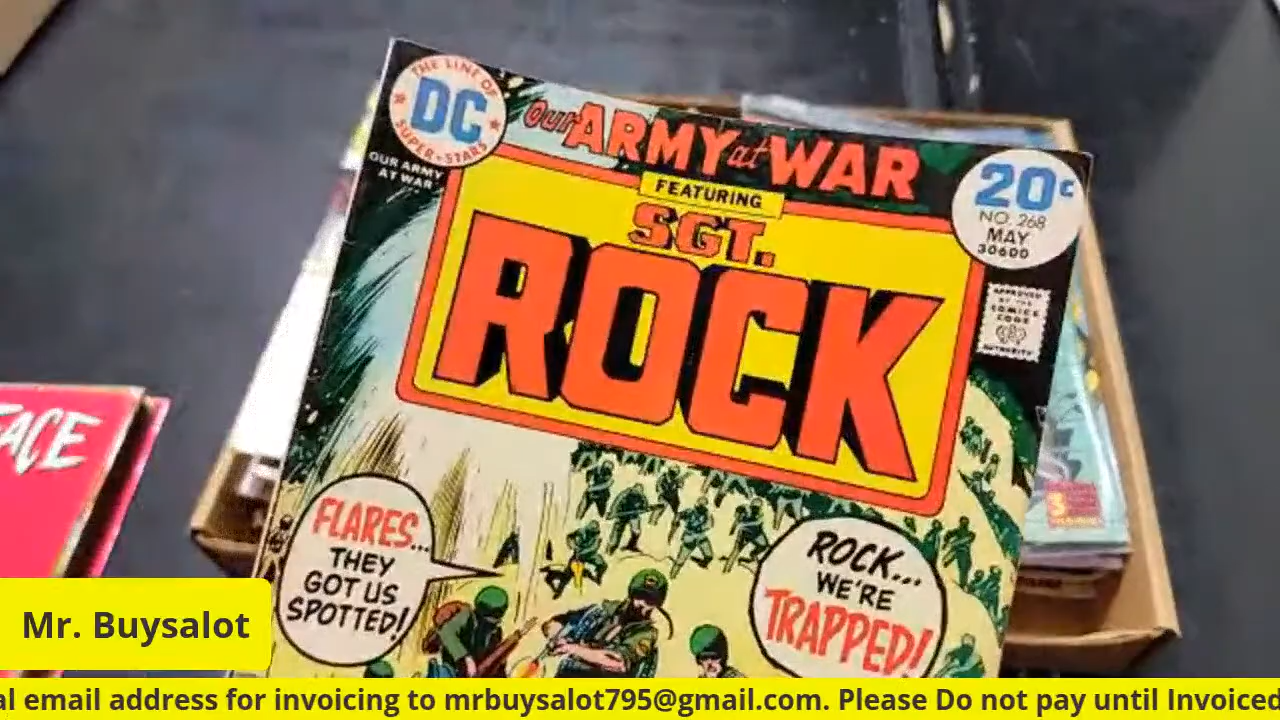 THE LINE OF
DC
SUPER-STARS
OUR ARMY
AT WAR
Our ARMY at WAR
FEATURING
SGT.
ROCK
20¢
NO. 268
MAY
30600
APPROVED
BY THE
COMICS
CODE
AUTHORITY
FLARES...
THEY
GOT US
SPOTTED!
ROCK...
WE'RE
TRAPPED!
FACE
Mr. Buysalot
al email address for invoicing to mrbuysalot795@gmail.com. Please Do not pay until Invoiced